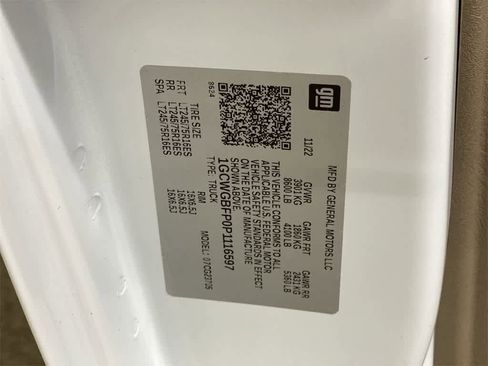 gm
MFD BY GENERAL MOTORS LLC
11/22
GVWR
3901 KG
8600 LB
GAWR FRT
1860 KG
4100 LB
GAWR RR
2431 KG
5360 LB
THIS VEHICLE CONFORMS TO ALL
APPLICABLE U.S. FEDERAL MOTOR
VEHICLE SAFETY STANDARDS IN EFFECT
ON THE DATE OF MANUFACTURE
SHOWN ABOVE.
1GCWGBFP0P1116597
TYPE: TRUCK
MODEL:
8624
TIRE SIZE
RIM
FRT LT245/75R16ES 16X6.5J
RR LT245/75R16ES 16X6.5J
SPA LT245/75R16ES 16X6.5J